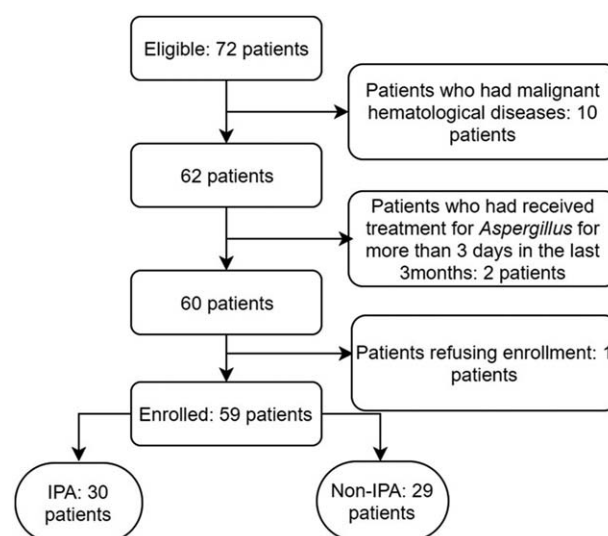 Eligible: 72 patients
Patients who had malignant
hematological diseases: 10
patients
62 patients
Patients who had received
treatment for Aspergillus for
more than 3 days in the last
3months: 2 patients
60 patients
Patients refusing enrollment: 1
patients
Enrolled: 59 patients
IPA: 30
patients
Non-IPA: 29
patients